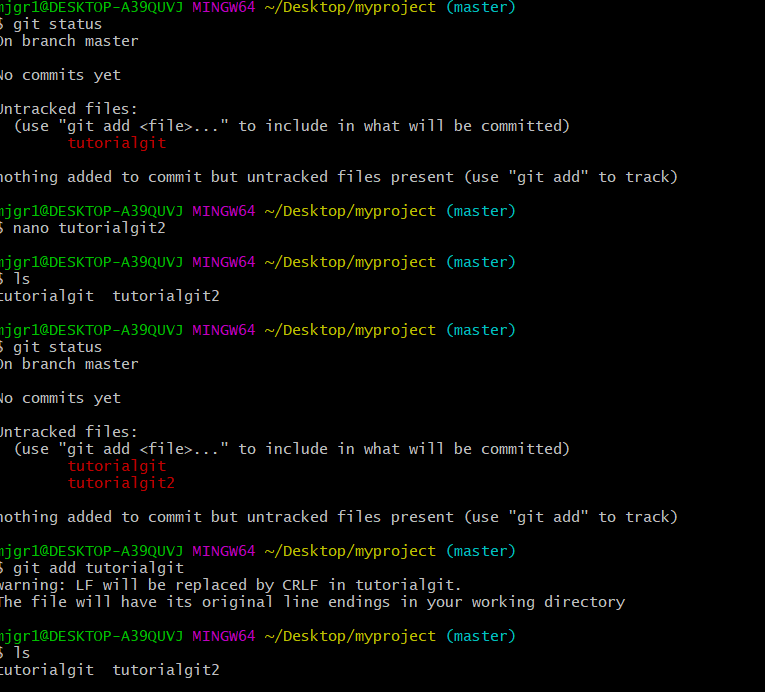 mjgr1@DESKTOP-A39QUVJ MINGW64 ~/Desktop/myproject (master)
$ git status
On branch master
No commits yet
Untracked files:
(use "git add <file>..." to include in what will be committed)
tutorialgit
nothing added to commit but untracked files present (use "git add" to track)
mjgr1@DESKTOP-A39QUVJ MINGW64 ~/Desktop/myproject (master)
$ nano tutorialgit2
mjgr1@DESKTOP-A39QUVJ MINGW64 ~/Desktop/myproject (master)
$ ls
tutorialgit  tutorialgit2
mjgr1@DESKTOP-A39QUVJ MINGW64 ~/Desktop/myproject (master)
$ git status
On branch master
No commits yet
Untracked files:
(use "git add <file>..." to include in what will be committed)
tutorialgit
tutorialgit2
nothing added to commit but untracked files present (use "git add" to track)
mjgr1@DESKTOP-A39QUVJ MINGW64 ~/Desktop/myproject (master)
$ git add tutorialgit
warning: LF will be replaced by CRLF in tutorialgit.
The file will have its original line endings in your working directory
mjgr1@DESKTOP-A39QUVJ MINGW64 ~/Desktop/myproject (master)
$ ls
tutorialgit  tutorialgit2